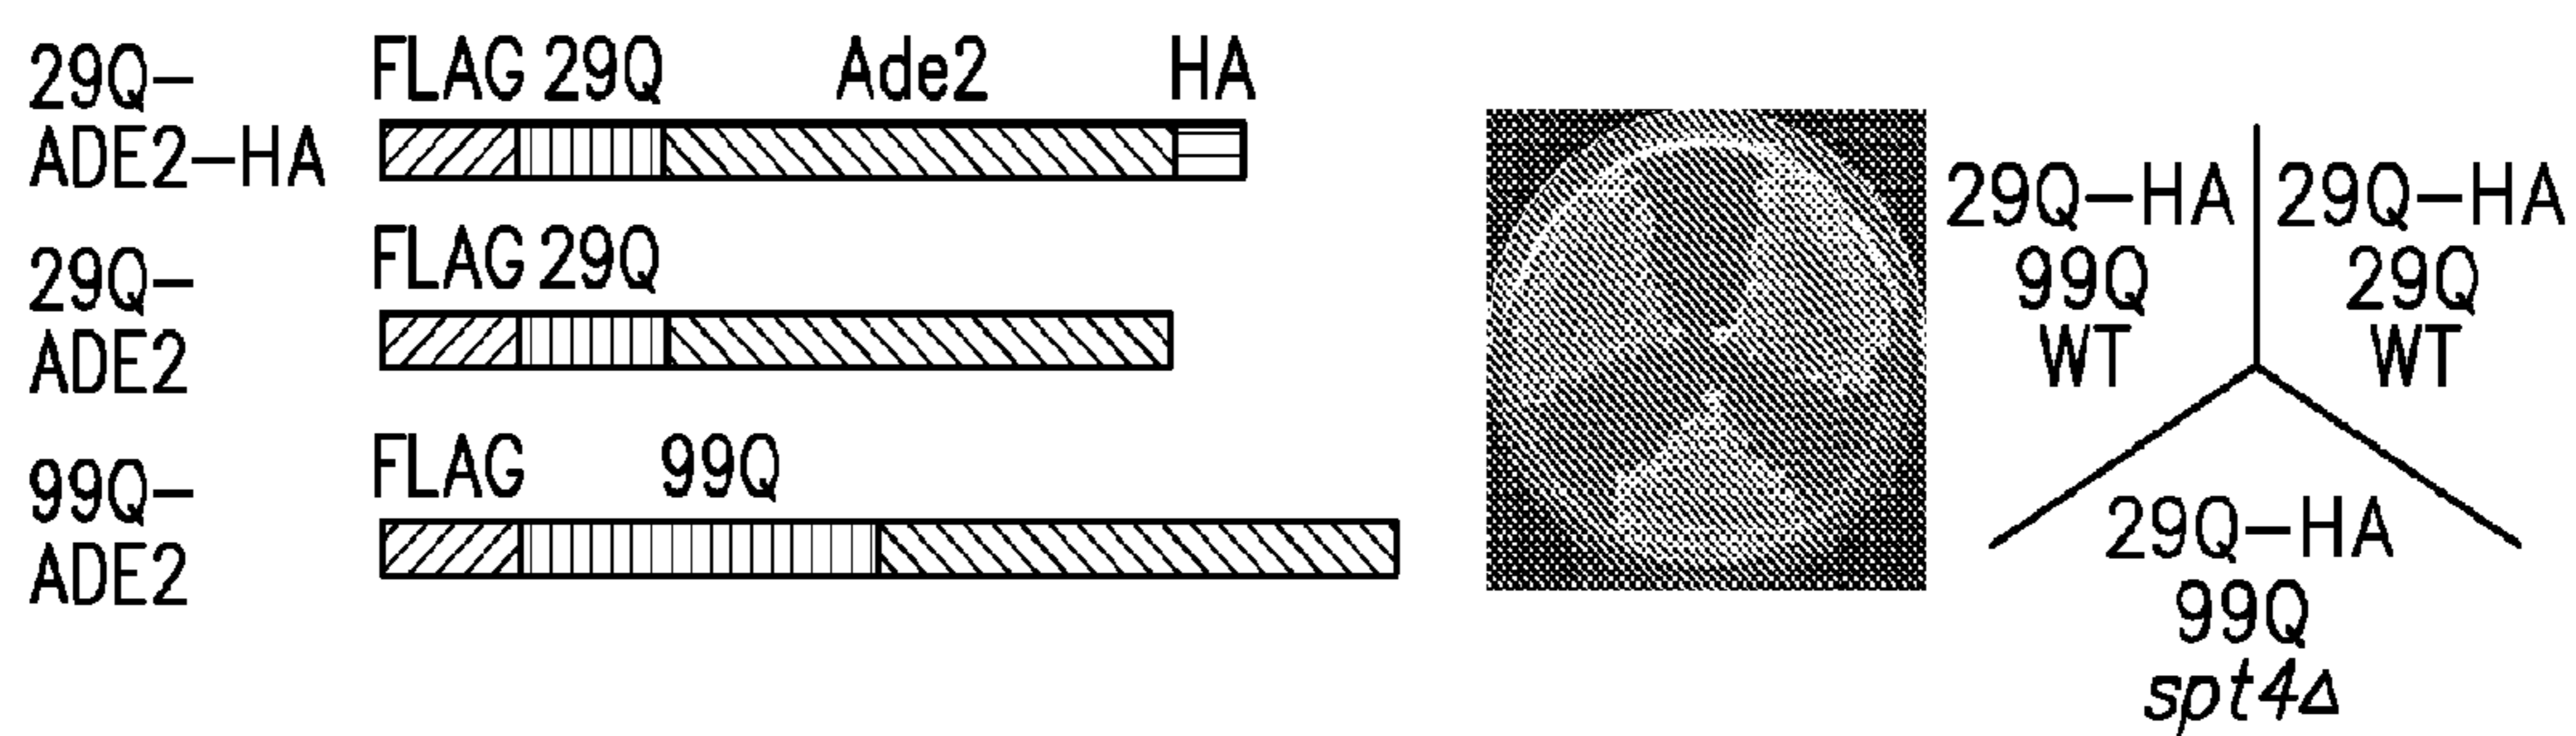 29Q-
ADE2-HA
FLAG 29Q Ade2 HA
29Q-
ADE2
FLAG 29Q
99Q-
ADE2
FLAG 99Q
29Q-HA
99Q
WT
29Q-HA
29Q
WT
29Q-HA
99Q
spt4Δ